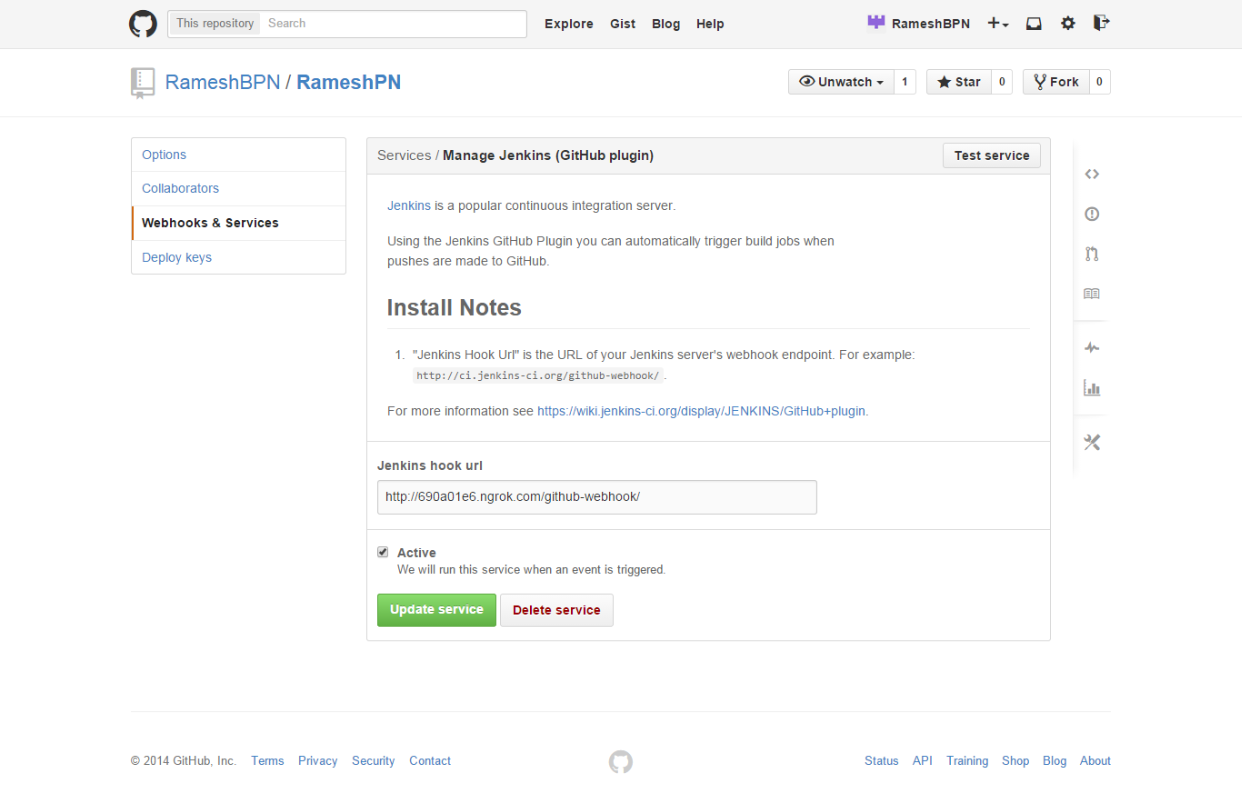 This repository Search Explore Gist Blog Help RameshBPN
RameshBPN / RameshPN Unwatch 1 Star 0 Fork 0
Options
Collaborators
Webhooks & Services
Deploy keys
Services / Manage Jenkins (GitHub plugin) Test service
Jenkins is a popular continuous integration server.
Using the Jenkins GitHub Plugin you can automatically trigger build jobs when
pushes are made to GitHub.
Install Notes
1. "Jenkins Hook Url" is the URL of your Jenkins server's webhook endpoint. For example:
http://ci.jenkins-ci.org/github-webhook/ .
For more information see https://wiki.jenkins-ci.org/display/JENKINS/GitHub+plugin.
Jenkins hook url
http://690a01e6.ngrok.com/github-webhook/
Active
We will run this service when an event is triggered.
Update service Delete service
© 2014 GitHub, Inc. Terms Privacy Security Contact Status API Training Shop Blog About